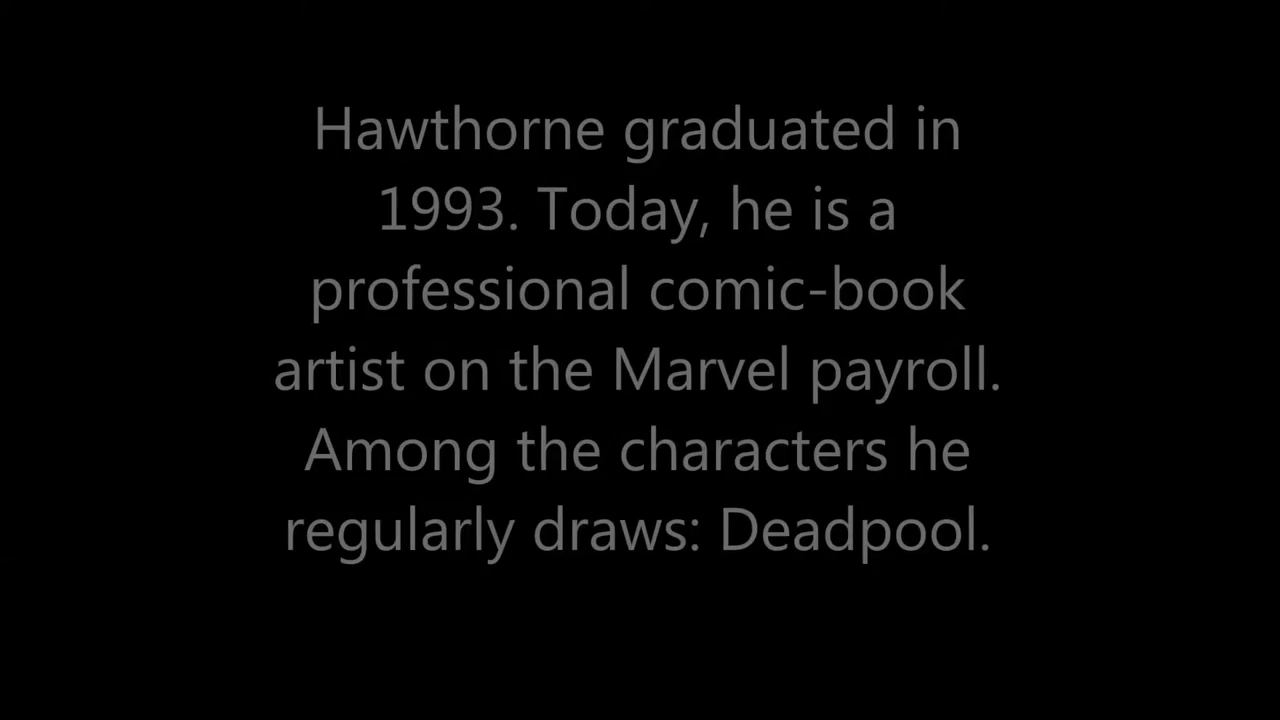 Hawthorne graduated in
1993. Today, he is a
professional comic-book
artist on the Marvel payroll.
Among the characters he
regularly draws: Deadpool.